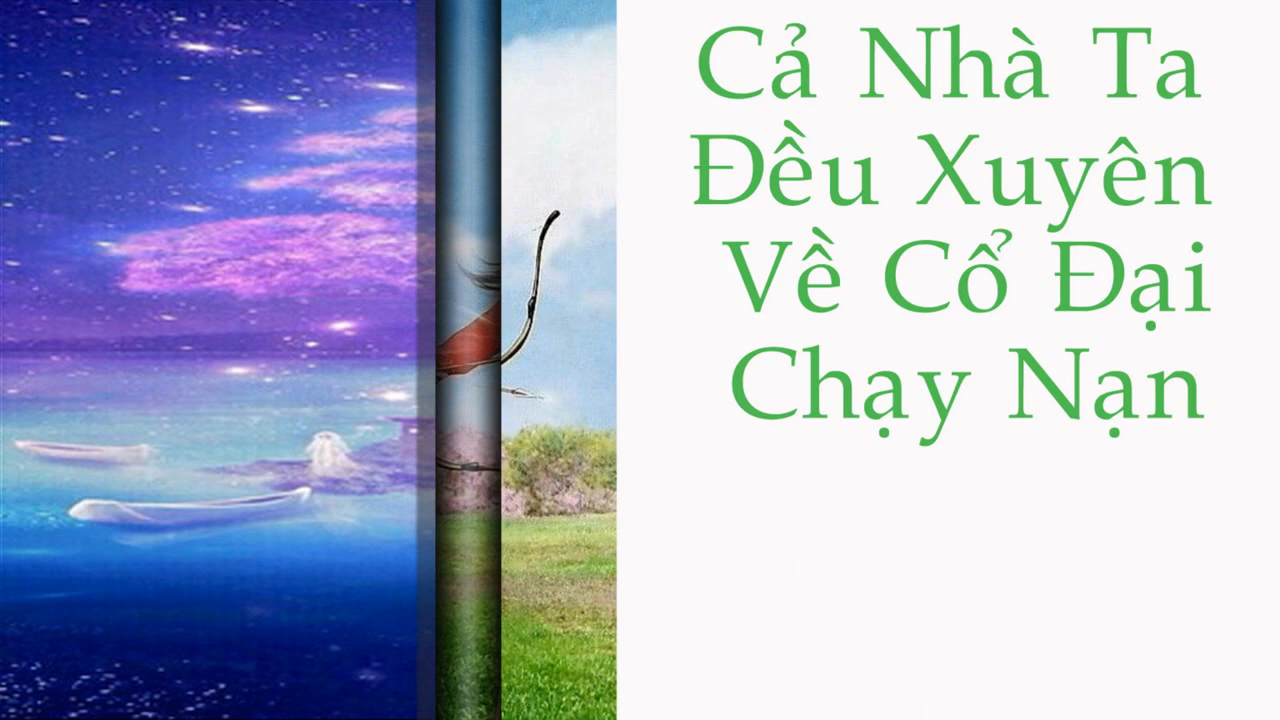 Cả Nhà Ta
Đều Xuyên
Về Cổ Đại
Chạy Nạn